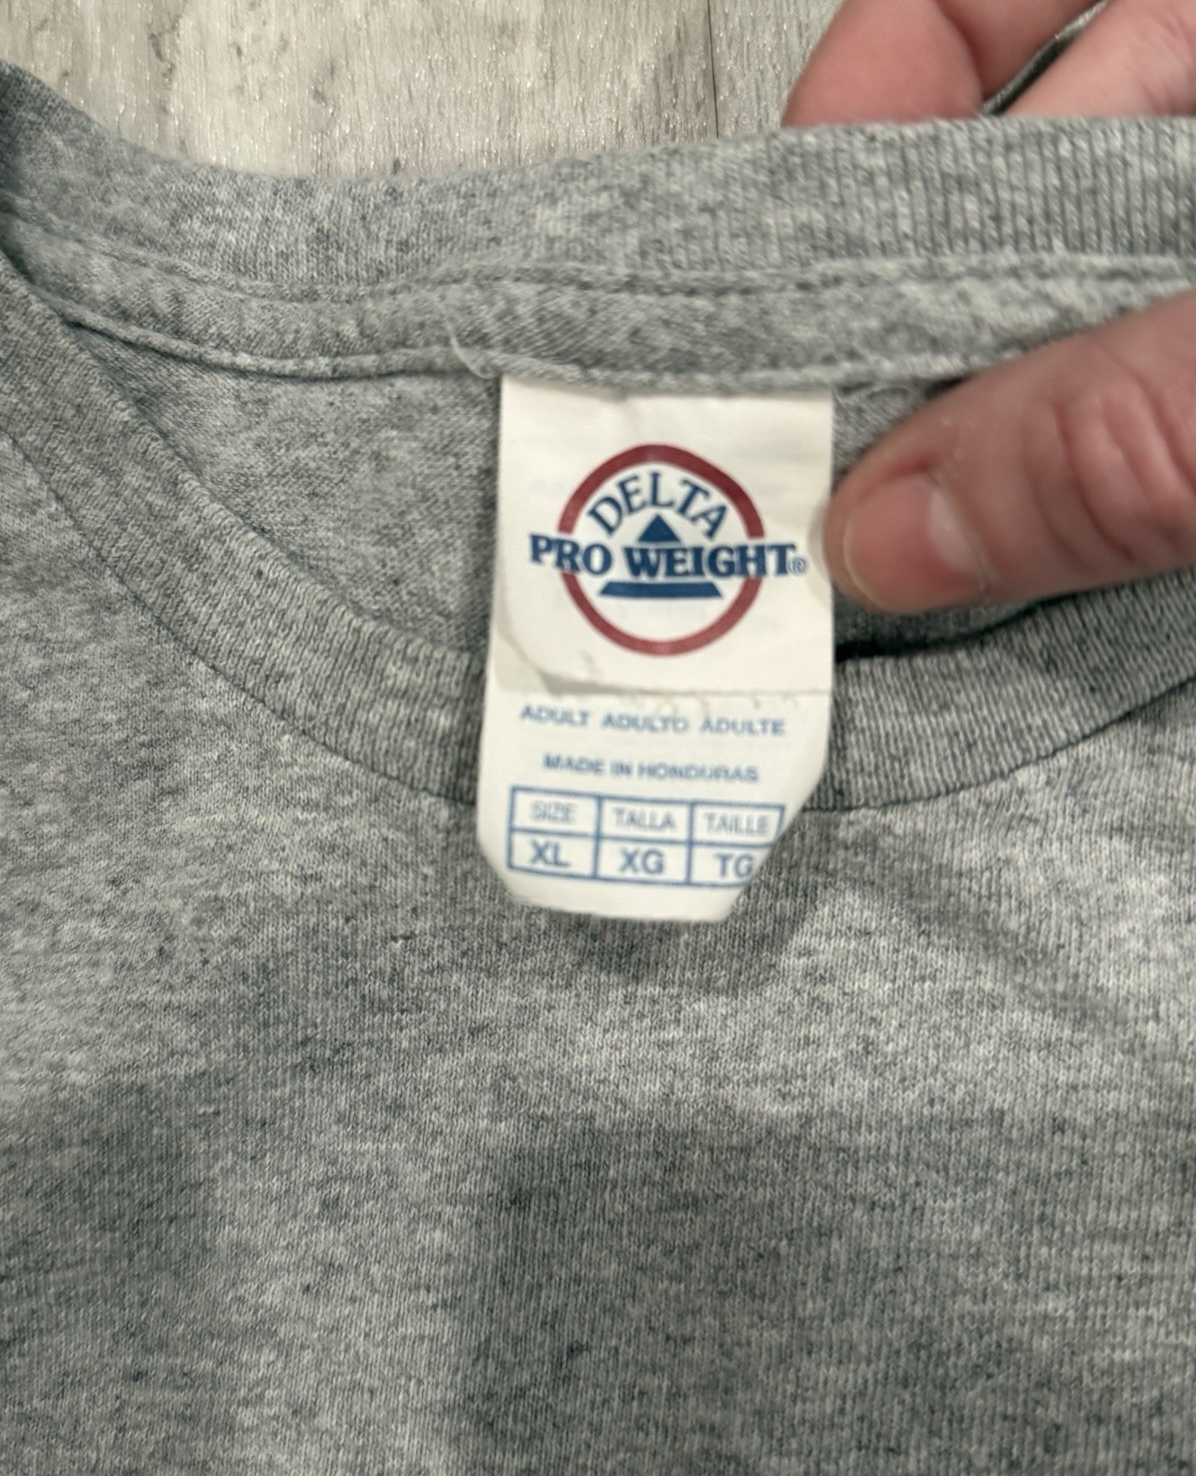 DELTA
PRO WEIGHT®
ADULT ADULTO ADULTE
MADE IN HONDURAS
SIZE TALLA TAILLE
XL XG TG